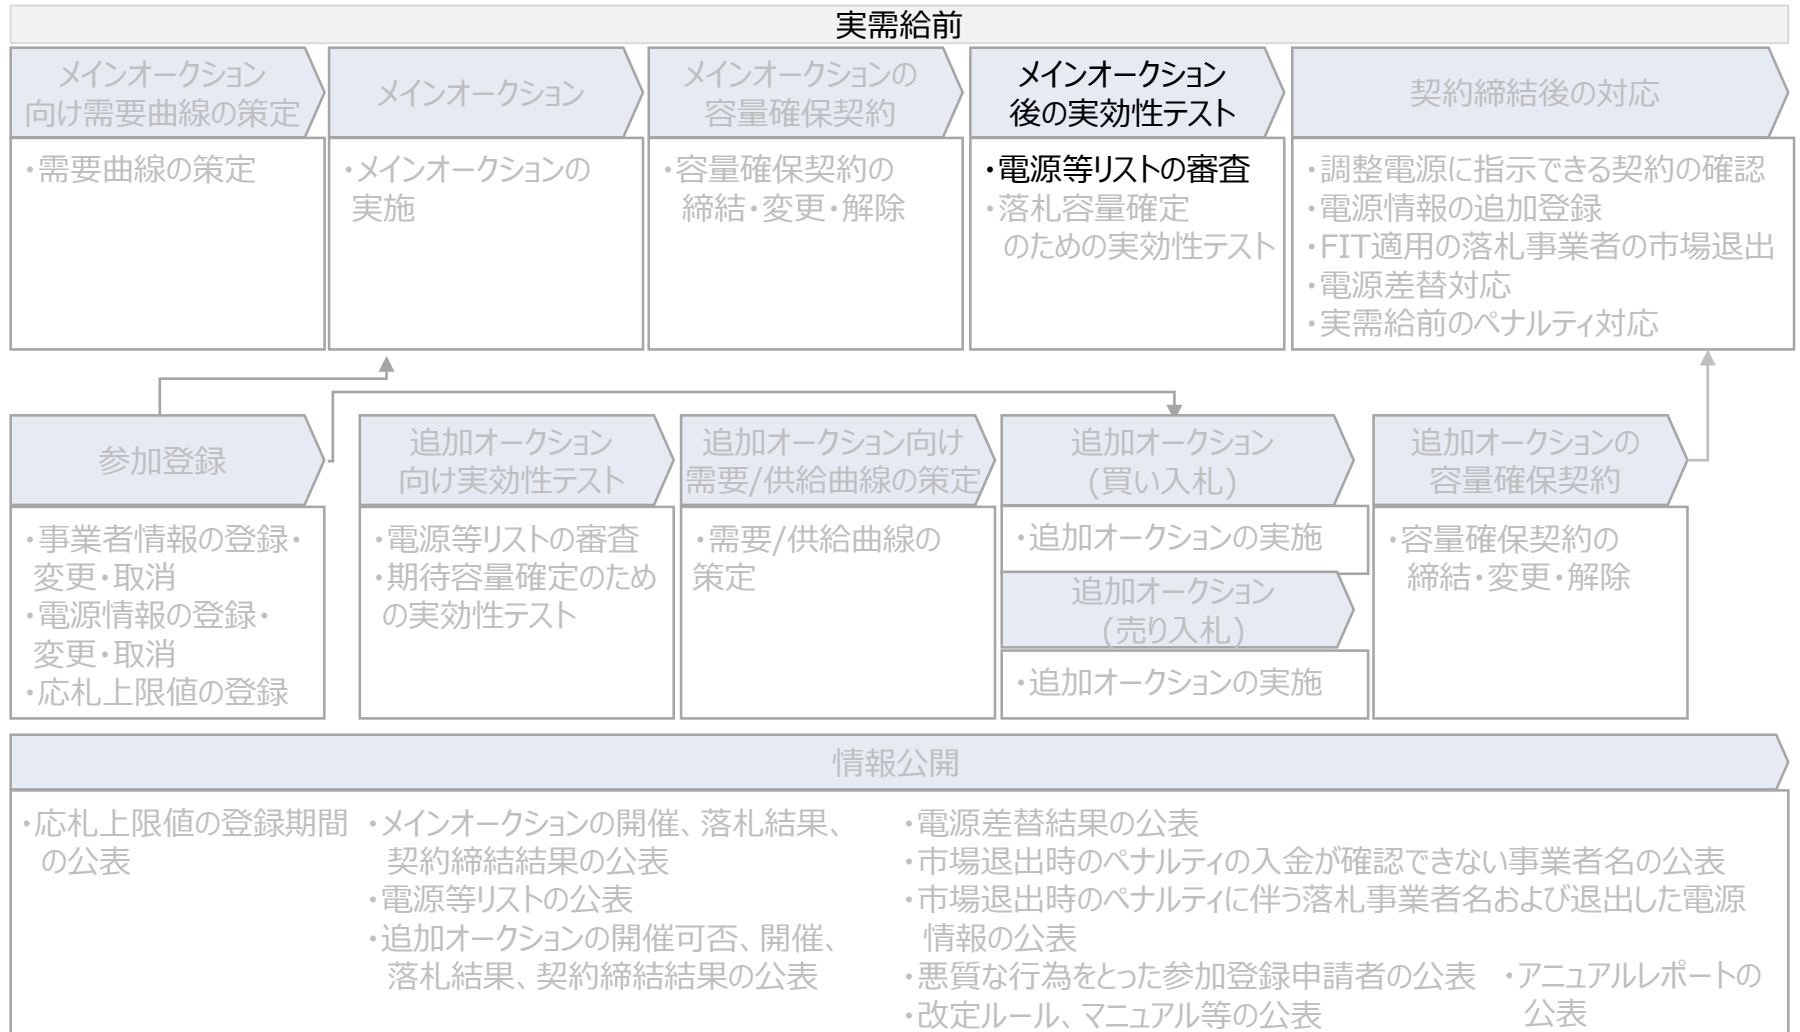 実需給前
メインオークション
向け需要曲線の策定
・需要曲線の策定
メインオークション
・メインオークションの
実施
メインオークションの
容量確保契約
・容量確保契約の
締結・変更・解除
メインオークション
後の実効性テスト
・電源等リストの審査
・落札容量確定
のための実効性テスト
契約締結後の対応
・調整電源に指示できる契約の確認
・電源情報の追加登録
・FIT適用の落札事業者の市場退出
・電源差替対応
・実需給前のペナルティ対応
参加登録
・事業者情報の登録・
変更・取消
・電源情報の登録・
変更・取消
・応札上限値の登録
追加オークション
向け実効性テスト
・電源等リストの審査
・期待容量確定のため
の実効性テスト
追加オークション向け
需要/供給曲線の策定
・需要/供給曲線の
策定
追加オークション
(買い入札)
・追加オークションの実施
追加オークション
(売り入札)
・追加オークションの実施
追加オークションの
容量確保契約
・容量確保契約の
締結・変更・解除
情報公開
・応札上限値の登録期間
の公表
・メインオークションの開催、落札結果、
契約締結結果の公表
・電源等リストの公表
・追加オークションの開催可否、開催、
落札結果、契約締結結果の公表
・電源差替結果の公表
・市場退出時のペナルティの入金が確認できない事業者名の公表
・市場退出時のペナルティに伴う落札事業者名および退出した電源
情報の公表
・悪質な行為をとった参加登録申請者の公表
・改定ルール、マニュアル等の公表
・アニュアルレポートの
公表